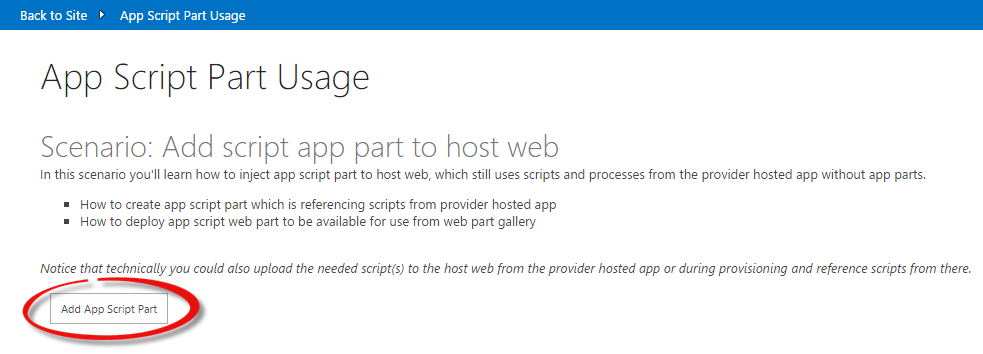 Back to Site App Script Part Usage
App Script Part Usage
Scenario: Add script app part to host web
In this scenario you'll learn how to inject app script part to host web, which still uses scripts and processes from the provider hosted app without app parts.
How to create app script part which is referencing scripts from provider hosted app
How to deploy app script web part to be available for use from web part gallery
Notice that technically you could also upload the needed script(s) to the host web from the provider hosted app or during provisioning and reference scripts from there.
Add App Script Part